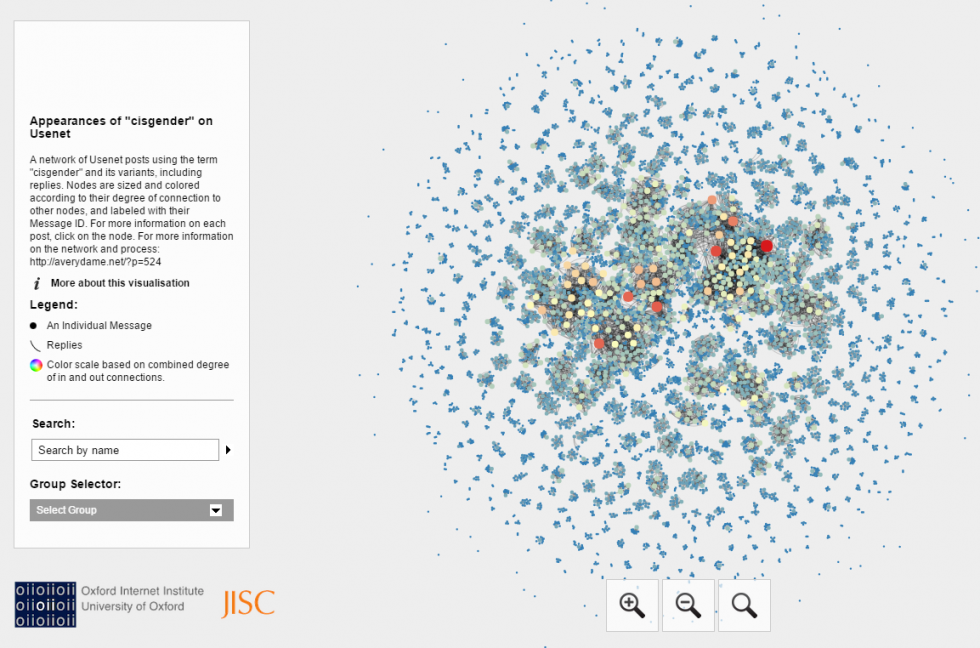 Appearances of "cisgender" on
Usenet
A network of Usenet posts using the term
"cisgender" and its variants, including
replies. Nodes are sized and colored
according to their degree of connection to
other nodes, and labeled with their
Message ID. For more information on each
post, click on the node. For more information
on the network and process:
http://averydame.net/?p=524
i More about this visualisation
Legend:
An Individual Message
Replies
Color scale based on combined degree
of in and out connections.
Search:
Search by name
Group Selector:
Select Group
oiioiioii
oiioiioii
oiioiioii
Oxford Internet Institute
University of Oxford
JISC